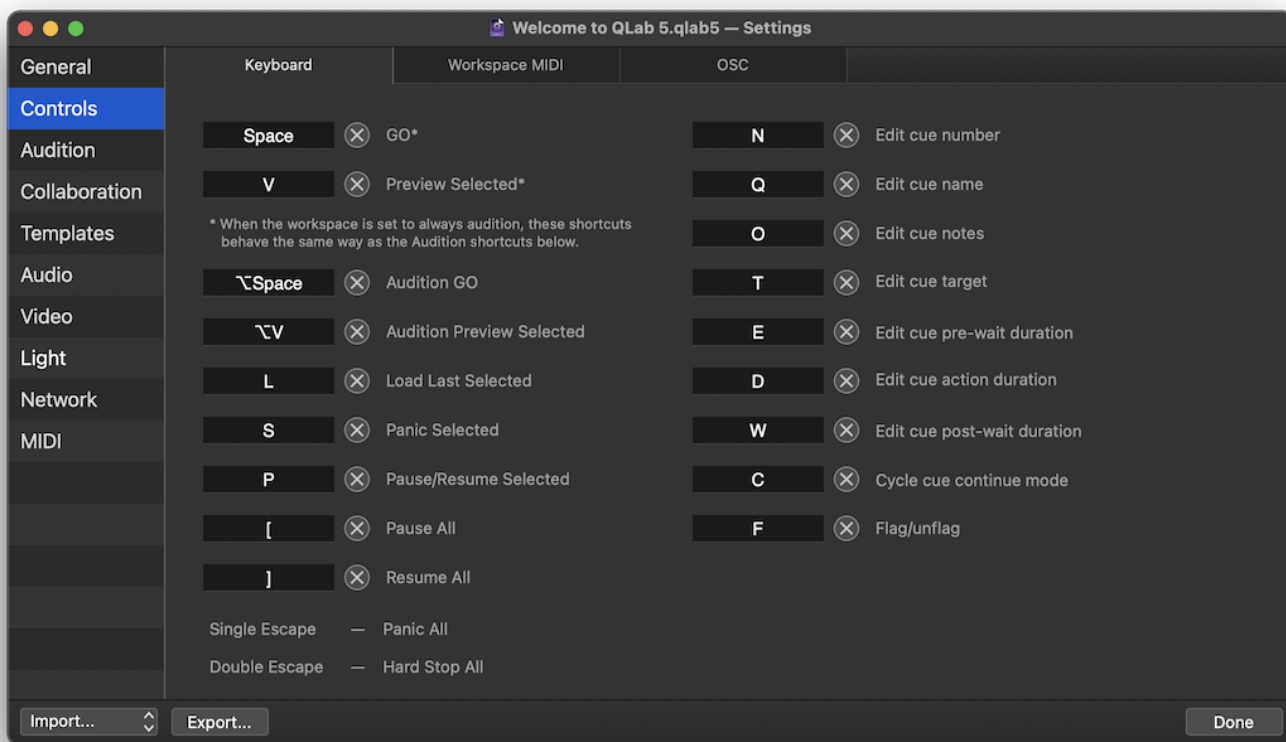 Welcome to QLab 5.qlab5 — Settings
General
Controls
Audition
Collaboration
Templates
Audio
Video
Light
Network
MIDI
Keyboard
Workspace MIDI
OSC
Space GO*
V Preview Selected*
* When the workspace is set to always audition, these shortcuts
behave the same way as the Audition shortcuts below.
⌥Space Audition GO
⌥V Audition Preview Selected
L Load Last Selected
S Panic Selected
P Pause/Resume Selected
[ Pause All
] Resume All
Single Escape — Panic All
Double Escape — Hard Stop All
N Edit cue number
Q Edit cue name
O Edit cue notes
T Edit cue target
E Edit cue pre-wait duration
D Edit cue action duration
W Edit cue post-wait duration
C Cycle cue continue mode
F Flag/unflag
Import...
Export...
Done